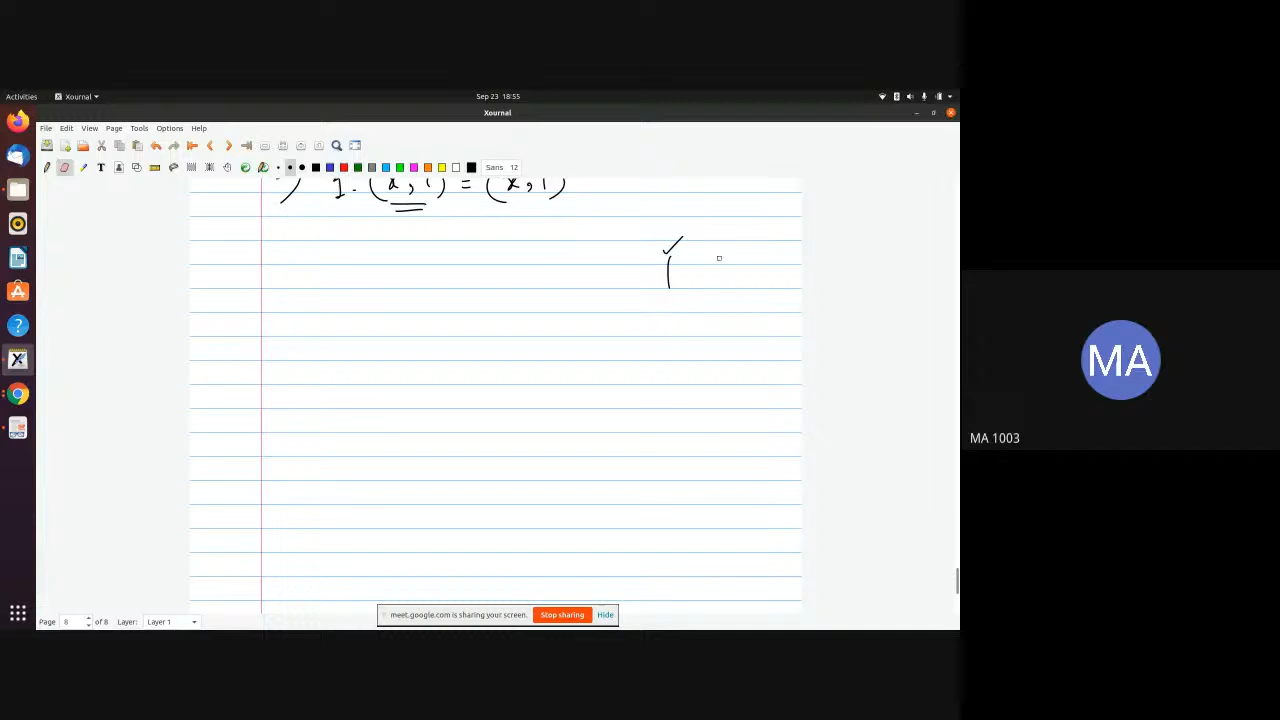 Activities Xournal Sep 23 18:55
Xournal
File Edit View Page Tools Options Help
Sans 12
) 1. (x, 1) = (x, 1)
(
meet.google.com is sharing your screen. Stop sharing Hide
Page 8 of 8 Layer: Layer 1
MA
MA 1003